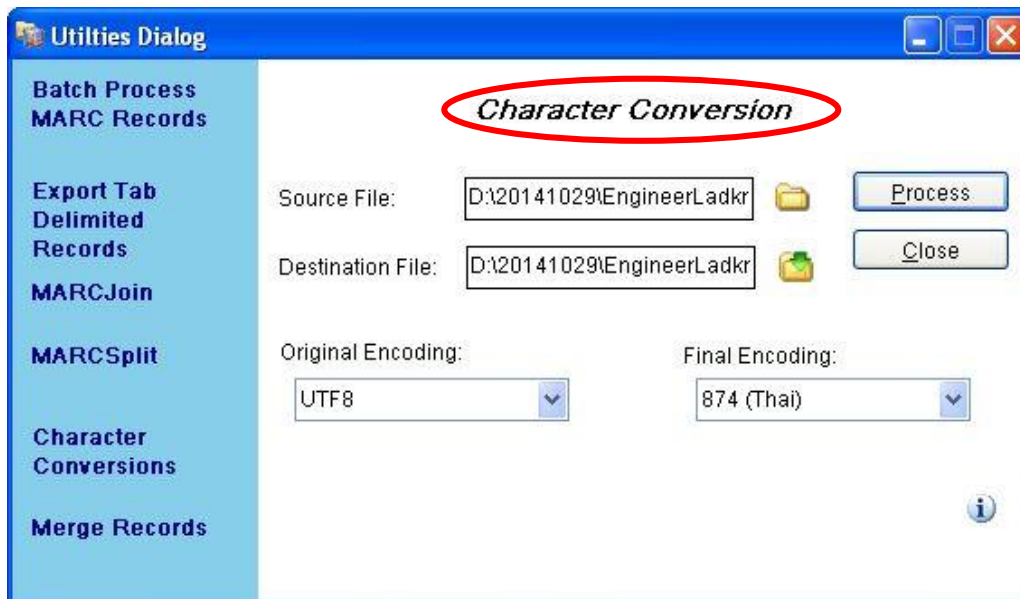 Utilties Dialog
Batch Process
MARC Records
Export Tab
Delimited
Records
MARCJoin
MARCSplit
Character
Conversions
Merge Records
Character Conversion
Source File:
D:\20141029\EngineerLadkr
Process
Destination File:
D:\20141029\EngineerLadkr
Close
Original Encoding:
Final Encoding:
UTF8
874 (Thai)